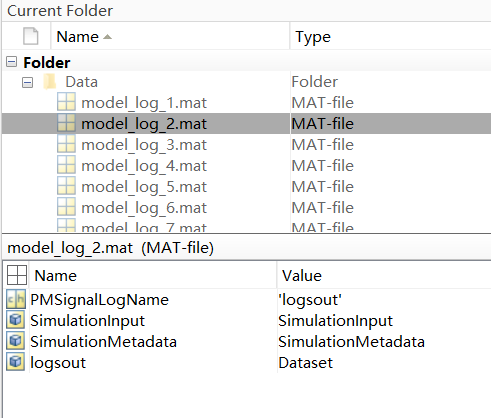 Current Folder
Name Type
Folder
Data Folder
model_log_1.mat MAT-file
model_log_2.mat MAT-file
model_log_3.mat MAT-file
model_log_4.mat MAT-file
model_log_5.mat MAT-file
model_log_6.mat MAT-file
model_log_7.mat MAT-file
model_log_2.mat (MAT-file)
Name Value
PMSignalLogName 'logsout'
SimulationInput SimulationInput
SimulationMetadata SimulationMetadata
logsout Dataset